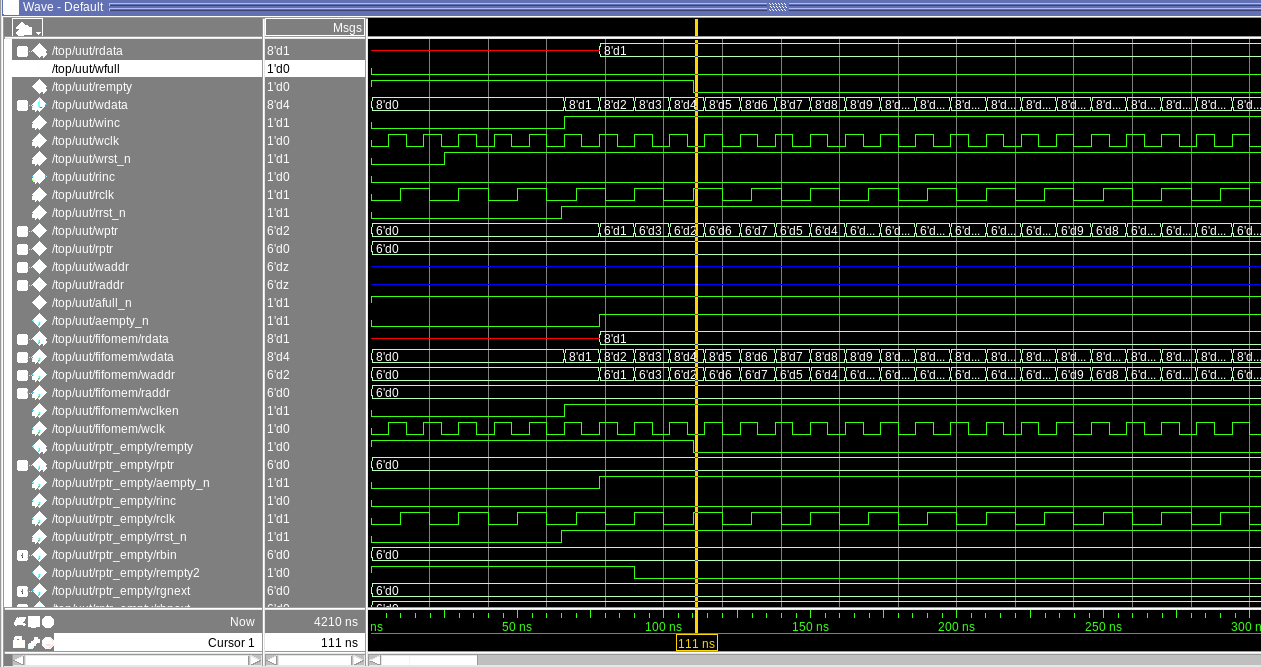 Wave - Default
Msgs
/top/uut/rdata 8'd1 8'd1
/top/uut/wfull 1'd0
/top/uut/rempty 1'd0
/top/uut/wdata 8'd4 8'd0 8'd1 8'd2 8'd3 8'd4 8'd5 8'd6 8'd7 8'd8 8'd9 8'd... 8'd... 8'd... 8'd... 8'd... 8'd... 8'd... 8'd... 8'd... 8'd... 8'd...
/top/uut/winc 1'd1
/top/uut/wclk 1'd0
/top/uut/wrst_n 1'd1
/top/uut/rinc 1'd0
/top/uut/rclk 1'd1
/top/uut/rrst_n 1'd1
/top/uut/wptr 6'd2 6'd0 6'd1 6'd3 6'd2 6'd6 6'd7 6'd5 6'd4 6'd... 6'd... 6'd... 6'd... 6'd... 6'd... 6'd9 6'd8 6'd... 6'd... 6'd... 6'd...
/top/uut/rptr 6'd0 6'd0
/top/uut/waddr 6'dz
/top/uut/raddr 6'dz
/top/uut/afull_n 1'd1
/top/uut/aempty_n 1'd1
/top/uut/fifomem/rdata 8'd1 8'd1
/top/uut/fifomem/wdata 8'd4 8'd0 8'd1 8'd2 8'd3 8'd4 8'd5 8'd6 8'd7 8'd8 8'd9 8'd... 8'd... 8'd... 8'd... 8'd... 8'd... 8'd... 8'd... 8'd... 8'd... 8'd...
/top/uut/fifomem/waddr 6'd2 6'd0 6'd1 6'd3 6'd2 6'd6 6'd7 6'd5 6'd4 6'd... 6'd... 6'd... 6'd... 6'd... 6'd... 6'd9 6'd8 6'd... 6'd... 6'd... 6'd...
/top/uut/fifomem/raddr 6'd0 6'd0
/top/uut/fifomem/wclken 1'd1
/top/uut/fifomem/wclk 1'd0
/top/uut/rptr_empty/rempty 1'd0
/top/uut/rptr_empty/rptr 6'd0 6'd0
/top/uut/rptr_empty/aempty_n 1'd1
/top/uut/rptr_empty/rinc 1'd0
/top/uut/rptr_empty/rclk 1'd1
/top/uut/rptr_empty/rrst_n 1'd1
/top/uut/rptr_empty/rbin 6'd0 6'd0
/top/uut/rptr_empty/rempty2 1'd0
/top/uut/rptr_empty/rgnext 6'd0 6'd0
Now 4210 ns ns 50 ns 100 ns 150 ns 200 ns 250 ns 300 n
Cursor 1 111 ns 111 ns